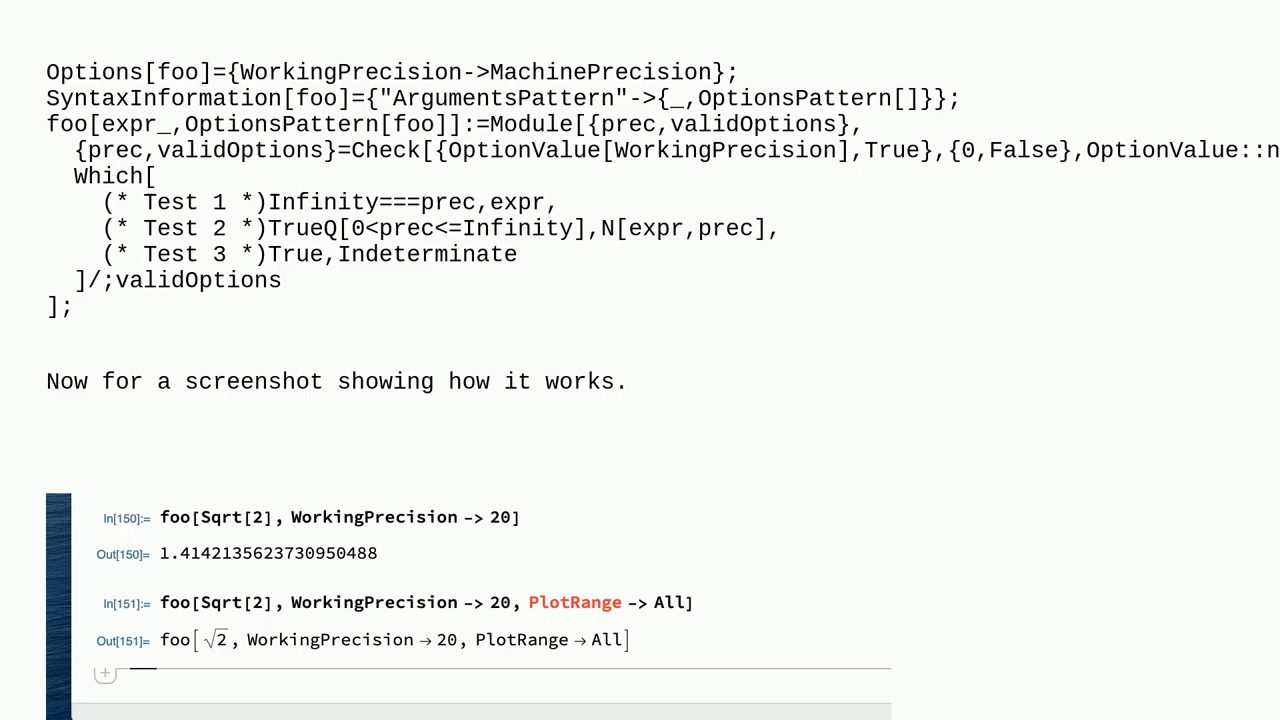 Options[foo]={WorkingPrecision->MachinePrecision};
SyntaxInformation[foo]={"ArgumentsPattern"->{_,OptionsPattern[]}};
foo[expr_,OptionsPattern[foo]]:=Module[{prec,validOptions},
{prec,validOptions}=Check[{OptionValue[WorkingPrecision],True},{0,False},OptionValue::n
Which[
(* Test 1 *)Infinity===prec,expr,
(* Test 2 *)TrueQ[0<prec<=Infinity],N[expr,prec],
(* Test 3 *)True,Indeterminate
]/;validOptions
];
Now for a screenshot showing how it works.
In[150]:= foo[Sqrt[2], WorkingPrecision -> 20]
Out[150]= 1.4142135623730950488
In[151]:= foo[Sqrt[2], WorkingPrecision -> 20, PlotRange -> All]
Out[151]= foo[√2, WorkingPrecision → 20, PlotRange → All]